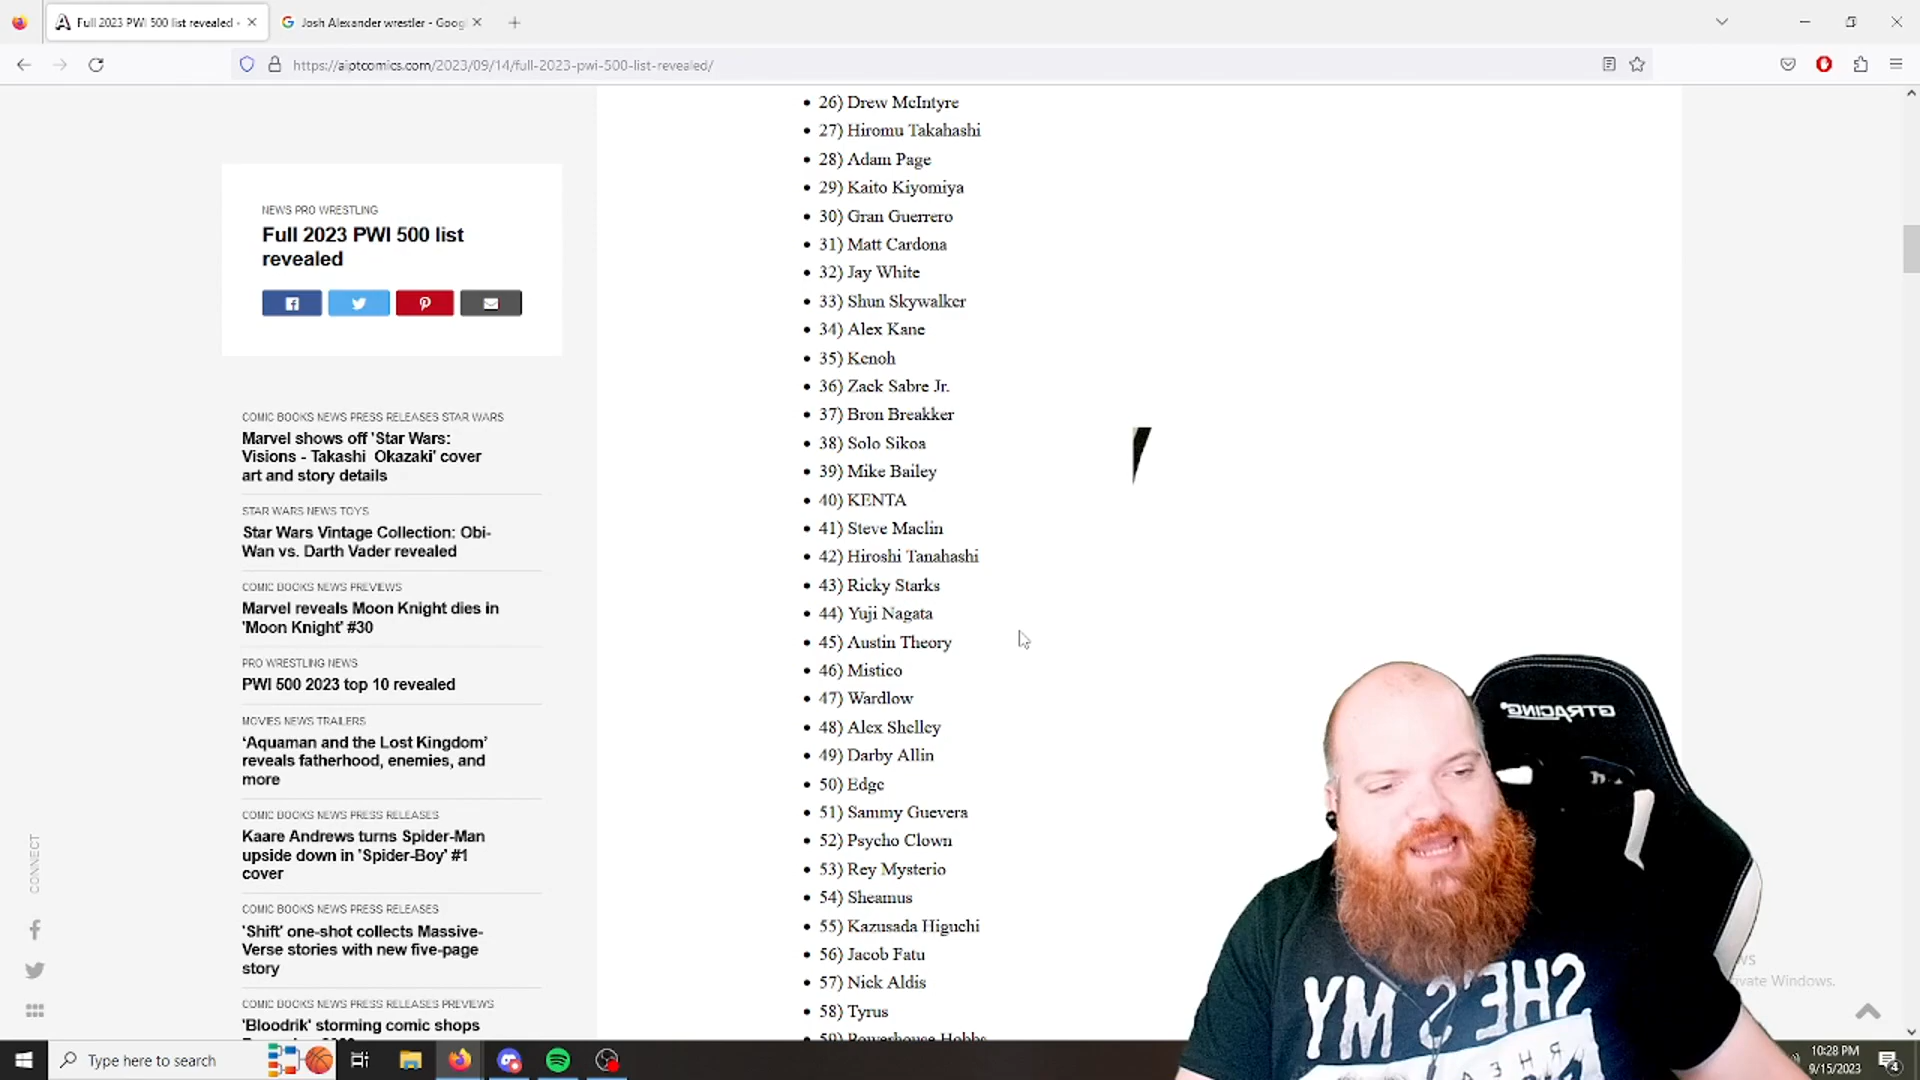 Full 2023 PWI 500 list revealed -
Josh Alexander wrestler - Goog
https://aiptcomics.com/2023/09/14/full-2023-pwi-500-list-revealed/
NEWS PRO WRESTLING
Full 2023 PWI 500 list
revealed
COMIC BOOKS NEWS PRESS RELEASES STAR WARS
Marvel shows off 'Star Wars:
Visions - Takashi Okazaki' cover
art and story details
STAR WARS NEWS TOYS
Star Wars Vintage Collection: Obi-
Wan vs. Darth Vader revealed
COMIC BOOKS NEWS PREVIEWS
Marvel reveals Moon Knight dies in
'Moon Knight' #30
PRO WRESTLING NEWS
PWI 500 2023 top 10 revealed
MOVIES NEWS TRAILERS
‘Aquaman and the Lost Kingdom’
reveals fatherhood, enemies, and
more
COMIC BOOKS NEWS PRESS RELEASES
Kaare Andrews turns Spider-Man
upside down in 'Spider-Boy' #1
cover
COMIC BOOKS NEWS PRESS RELEASES
'Shift' one-shot collects Massive-
Verse stories with new five-page
story
COMIC BOOKS NEWS PRESS RELEASES PREVIEWS
'Bloodrik' storming comic shops
CONNECT
26) Drew McIntyre
27) Hiromu Takahashi
28) Adam Page
29) Kaito Kiyomiya
30) Gran Guerrero
31) Matt Cardona
32) Jay White
33) Shun Skywalker
34) Alex Kane
35) Kenoh
36) Zack Sabre Jr.
37) Bron Breakker
38) Solo Sikoa
39) Mike Bailey
40) KENTA
41) Steve Maclin
42) Hiroshi Tanahashi
43) Ricky Starks
44) Yuji Nagata
45) Austin Theory
46) Mistico
47) Wardlow
48) Alex Shelley
49) Darby Allin
50) Edge
51) Sammy Guevera
52) Psycho Clown
53) Rey Mysterio
54) Sheamus
55) Kazusada Higuchi
56) Jacob Fatu
57) Nick Aldis
58) Tyrus
59) Powerhouse Hobbs
GTRACING
SHE'S MY
RHEA
ws
ivate Windows.
Type here to search
10:28 PM
9/15/2023
4